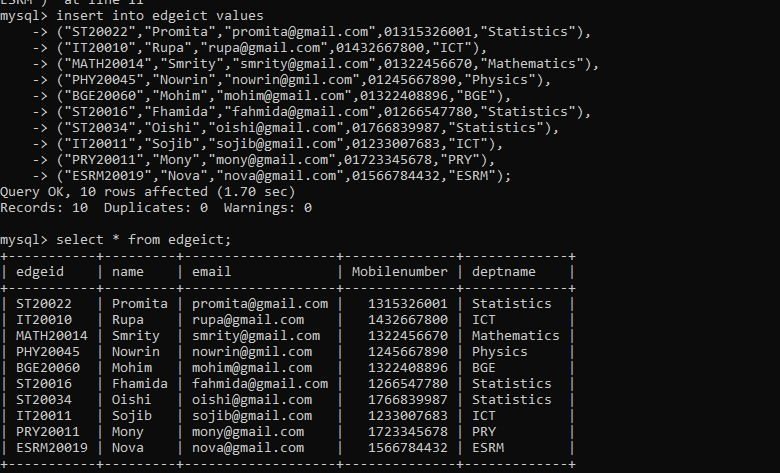 ESRM") at line 11
mysql> insert into edgeict values
    -> ("ST20022","Promita","promita@gmail.com",01315326001,"Statistics"),
    -> ("IT20010","Rupa","rupa@gmail.com",01432667800,"ICT"),
    -> ("MATH20014","Smrity","smrity@gmail.com",01322456670,"Mathematics"),
    -> ("PHY20045","Nowrin","nowrin@gmil.com",01245667890,"Physics"),
    -> ("BGE20060","Mohim","mohim@gmail.com",01322408896,"BGE"),
    -> ("ST20016","Fhamida","fahmida@gmail.com",01266547780,"Statistics"),
    -> ("ST20034","Oishi","oishi@gmail.com",01766839987,"Statistics"),
    -> ("IT20011","Sojib","sojib@gmail.com",01233007683,"ICT"),
    -> ("PRY20011","Mony","mony@gmail.com",01723345678,"PRY"),
    -> ("ESRM20019","Nova","nova@gmail.com",01566784432,"ESRM");
Query OK, 10 rows affected (1.70 sec)
Records: 10  Duplicates: 0  Warnings: 0
mysql> select * from edgeict;
+-----------+---------+-------------------+--------------+-------------+
| edgeid    | name    | email             | Mobilenumber | deptname    |
+-----------+---------+-------------------+--------------+-------------+
| ST20022   | Promita | promita@gmail.com |   1315326001 | Statistics  |
| IT20010   | Rupa    | rupa@gmail.com    |   1432667800 | ICT         |
| MATH20014 | Smrity  | smrity@gmail.com  |   1322456670 | Mathematics |
| PHY20045  | Nowrin  | nowrin@gmil.com   |   1245667890 | Physics     |
| BGE20060  | Mohim   | mohim@gmail.com   |   1322408896 | BGE         |
| ST20016   | Fhamida | fahmida@gmail.com |   1266547780 | Statistics  |
| ST20034   | Oishi   | oishi@gmail.com   |   1766839987 | Statistics  |
| IT20011   | Sojib   | sojib@gmail.com   |   1233007683 | ICT         |
| PRY20011  | Mony    | mony@gmail.com    |   1723345678 | PRY         |
| ESRM20019 | Nova    | nova@gmail.com    |   1566784432 | ESRM        |
+-----------+---------+-------------------+--------------+-------------+